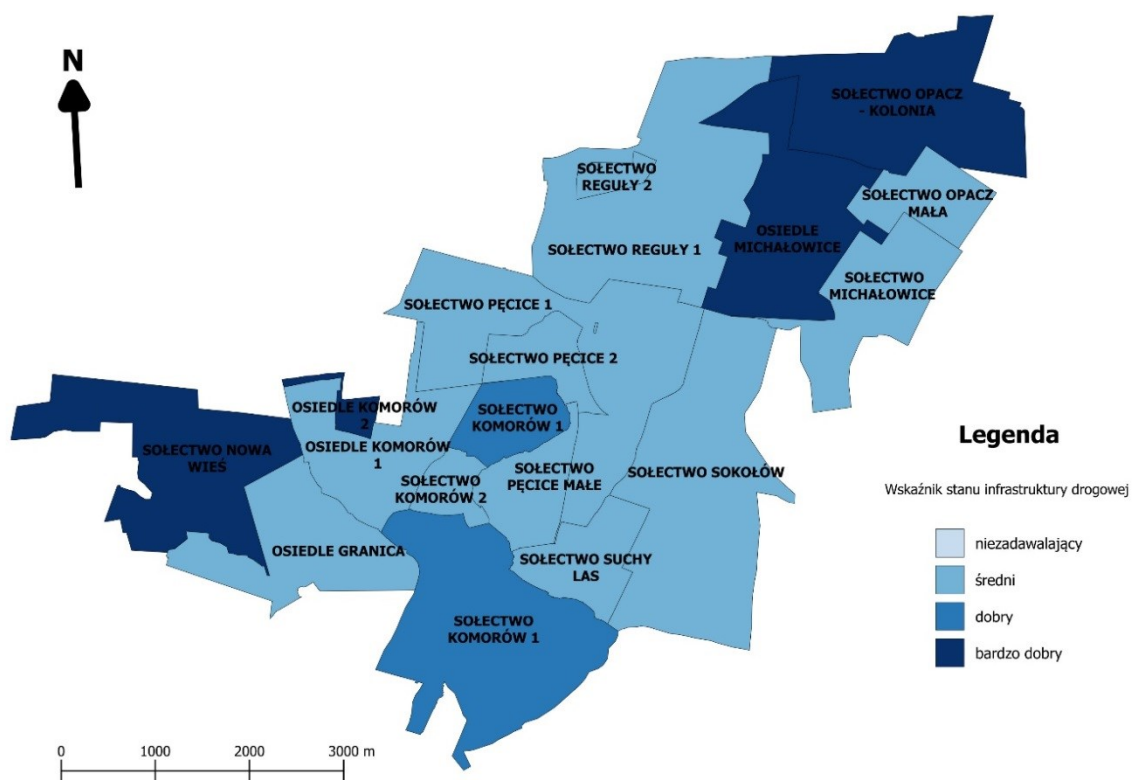 N
SOŁECTWO OPACZ
- KOLONIA
SOŁECTWO
REGUŁY 2
SOŁECTWO OPACZ
MAŁA
OSIEDLE
MICHAŁOWICE
SOŁECTWO REGUŁY 1
SOŁECTWO
MICHAŁOWICE
SOŁECTWO PĘCICE 1
SOŁECTWO PĘCICE 2
OSIEDLE KOMORÓW
2
SOŁECTWO
KOMORÓW 1
SOŁECTWO NOWA
WIEŚ
OSIEDLE KOMORÓW
1
SOŁECTWO
KOMORÓW 2
SOŁECTWO
PĘCICE MAŁE
SOŁECTWO SOKOŁÓW
OSIEDLE GRANICA
SOŁECTWO SUCHY
LAS
SOŁECTWO
KOMORÓW 1
Legenda
Wskaźnik stanu infrastruktury drogowej
niezadawalający
średni
dobry
bardzo dobry
0 1000 2000 3000 m